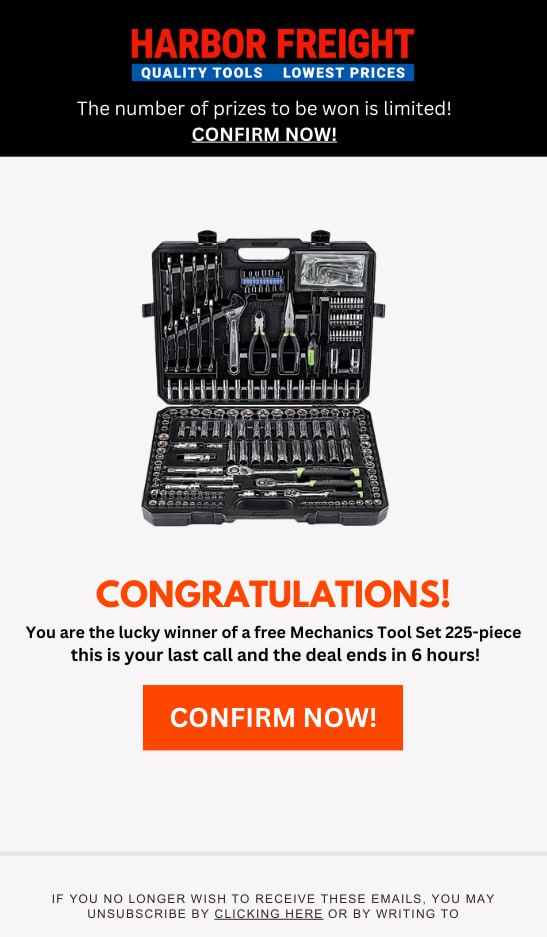 HARBOR FREIGHT
QUALITY TOOLS LOWEST PRICES
The number of prizes to be won is limited!
CONFIRM NOW!
CONGRATULATIONS!
You are the lucky winner of a free Mechanics Tool Set 225-piece
this is your last call and the deal ends in 6 hours!
CONFIRM NOW!
IF YOU NO LONGER WISH TO RECEIVE THESE EMAILS, YOU MAY
UNSUBSCRIBE BY CLICKING HERE OR BY WRITING TO